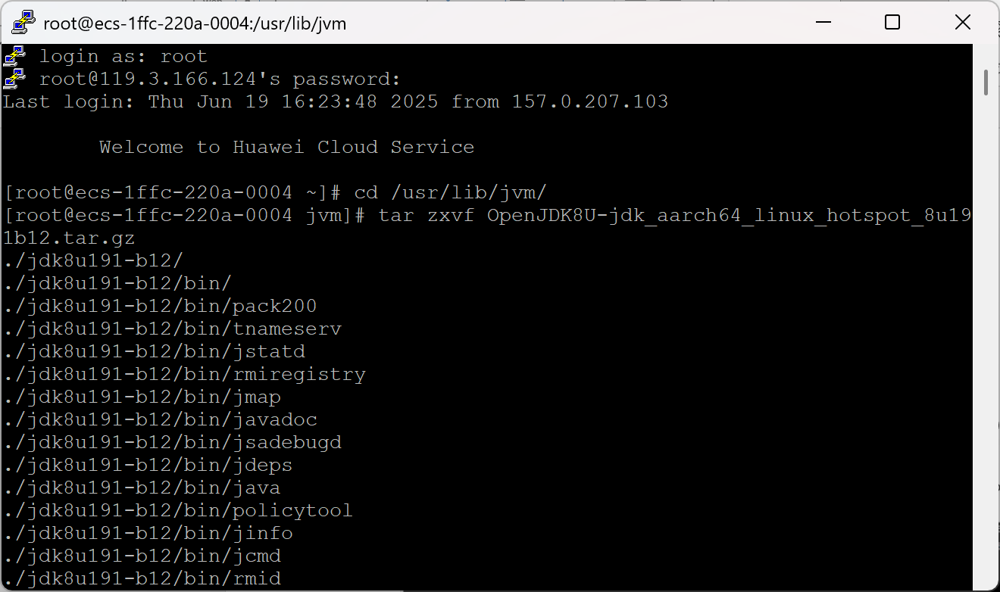 root@ecs-1ffc-220a-0004:/usr/lib/jvm
login as: root
root@119.3.166.124's password:
Last login: Thu Jun 19 16:23:48 2025 from 157.0.207.103
Welcome to Huawei Cloud Service
[root@ecs-1ffc-220a-0004 ~]# cd /usr/lib/jvm/
[root@ecs-1ffc-220a-0004 jvm]# tar zxvf OpenJDK8U-jdk_aarch64_linux_hotspot_8u19
1b12.tar.gz
./jdk8u191-b12/
./jdk8u191-b12/bin/
./jdk8u191-b12/bin/pack200
./jdk8u191-b12/bin/tnameserv
./jdk8u191-b12/bin/jstatd
./jdk8u191-b12/bin/rmiregistry
./jdk8u191-b12/bin/jmap
./jdk8u191-b12/bin/javadoc
./jdk8u191-b12/bin/jsadebugd
./jdk8u191-b12/bin/jdeps
./jdk8u191-b12/bin/java
./jdk8u191-b12/bin/policytool
./jdk8u191-b12/bin/jinfo
./jdk8u191-b12/bin/jcmd
./jdk8u191-b12/bin/rmid